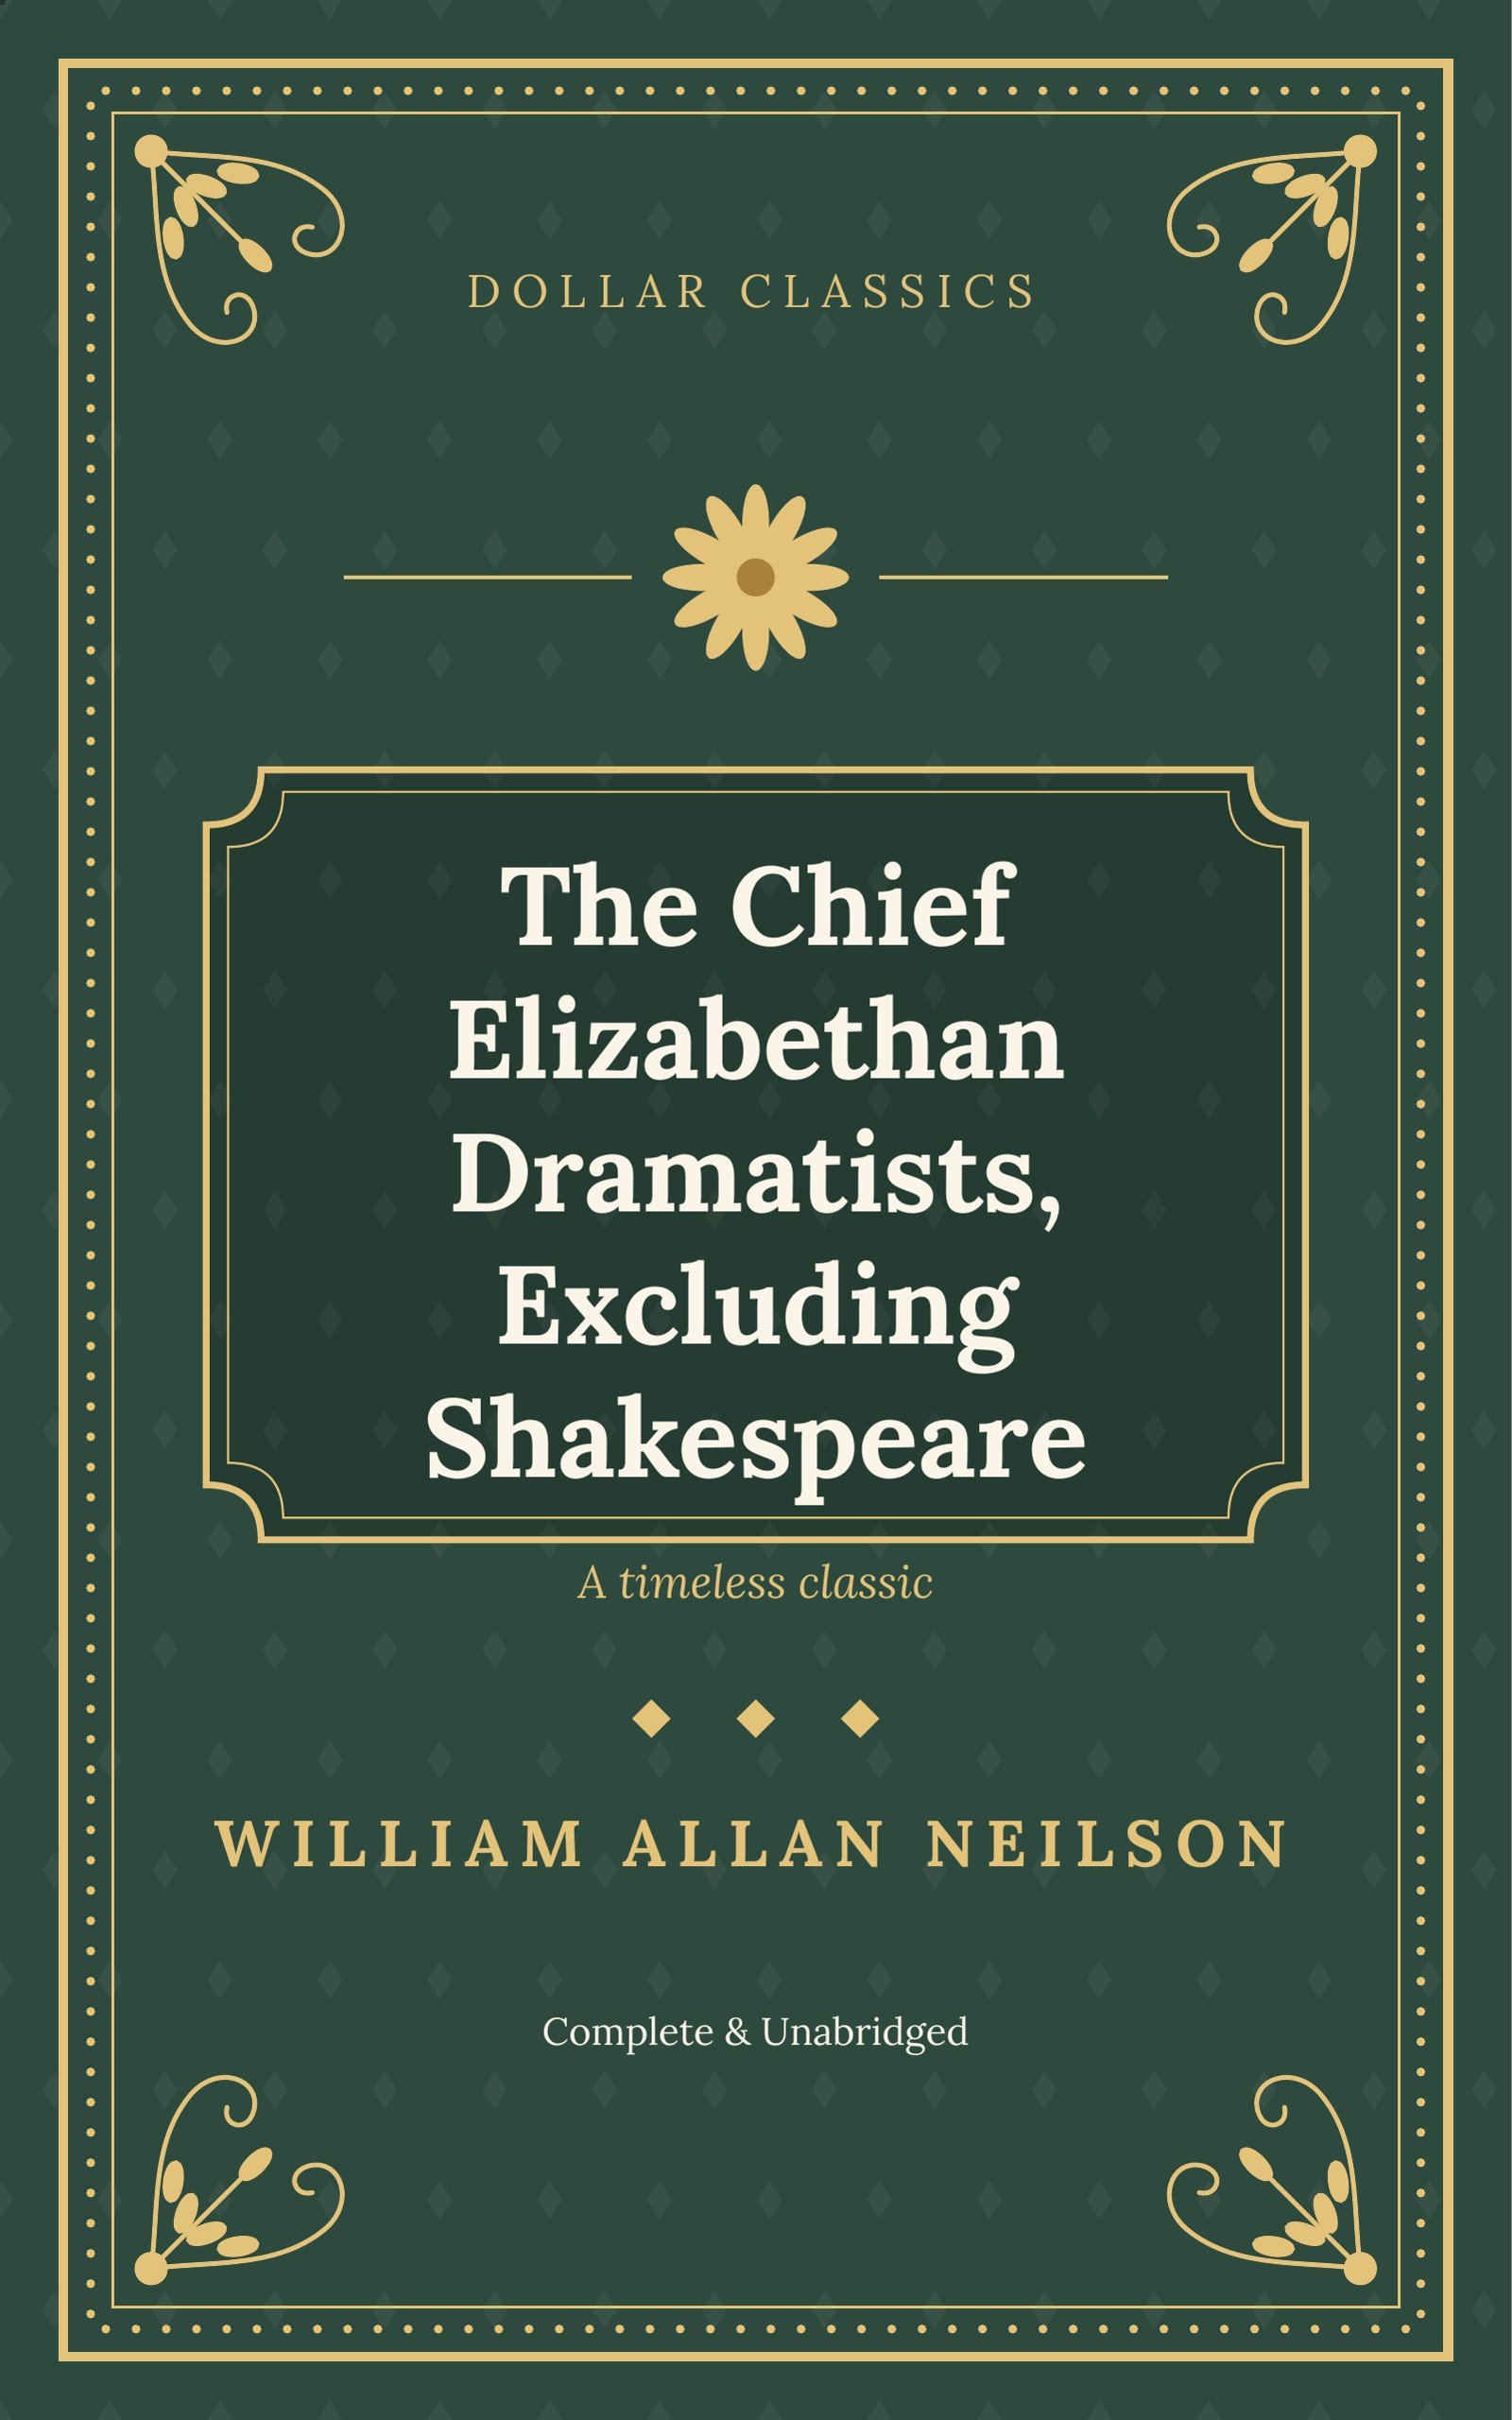 DOLLAR CLASSICS
The Chief
Elizabethan
Dramatists,
Excluding
Shakespeare
A timeless classic
WILLIAM ALLAN NEILSON
Complete & Unabridged